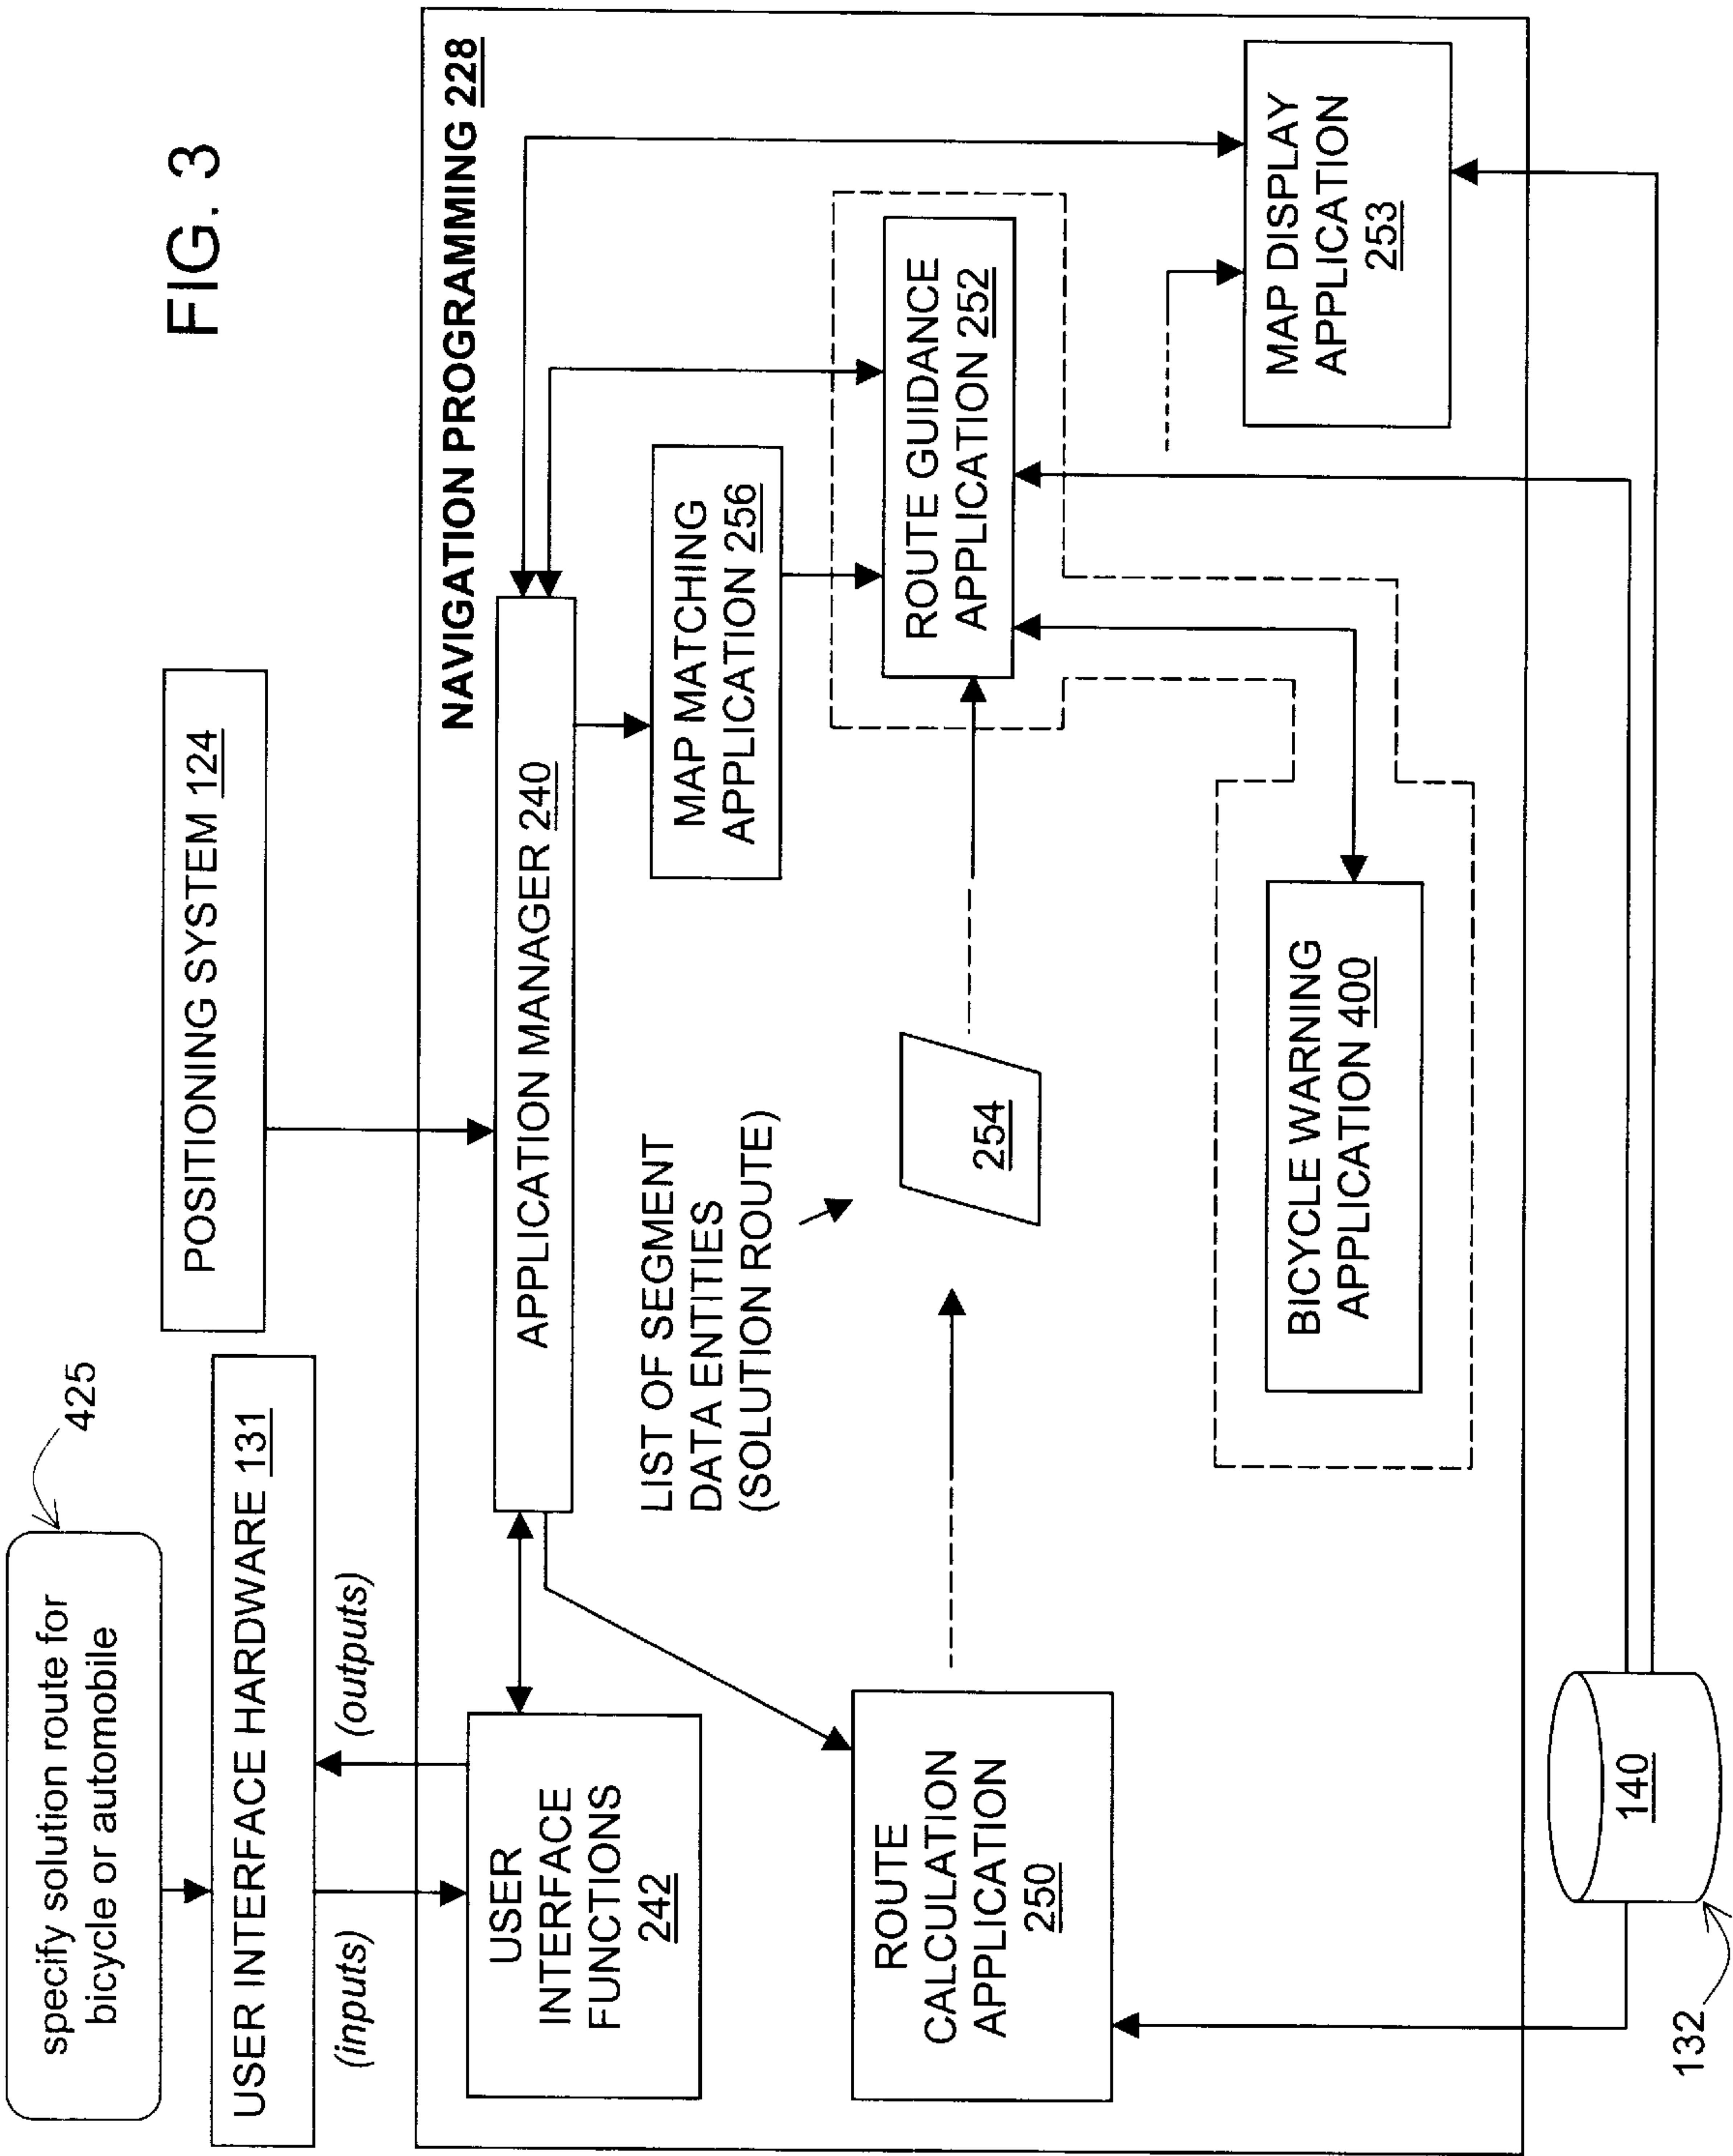 FIG. 3
specify solution route for
bicycle or automobile
425
USER INTERFACE HARDWARE 131
POSITIONING SYSTEM 124
(inputs)
(outputs)
NAVIGATION PROGRAMMING 228
USER
INTERFACE
FUNCTIONS
242
APPLICATION MANAGER 240
MAP MATCHING
APPLICATION 256
LIST OF SEGMENT
DATA ENTITIES
(SOLUTION ROUTE)
ROUTE
CALCULATION
APPLICATION
250
254
ROUTE GUIDANCE
APPLICATION 252
BICYCLE WARNING
APPLICATION 400
MAP DISPLAY
APPLICATION
253
140
132